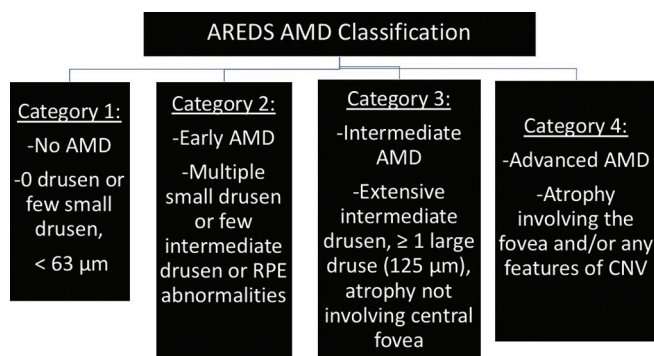 AREDS AMD Classification
Category 1:
-No AMD
-0 drusen or
few small
drusen,
< 63 µm
Category 2:
-Early AMD
-Multiple
small drusen
or few
intermediate
drusen or RPE
abnormalities
Category 3:
-Intermediate
AMD
-Extensive
intermediate
drusen, ≥ 1 large
druse (125 µm),
atrophy not
involving central
fovea
Category 4:
-Advanced AMD
-Atrophy
involving the
fovea and/or any
features of CNV